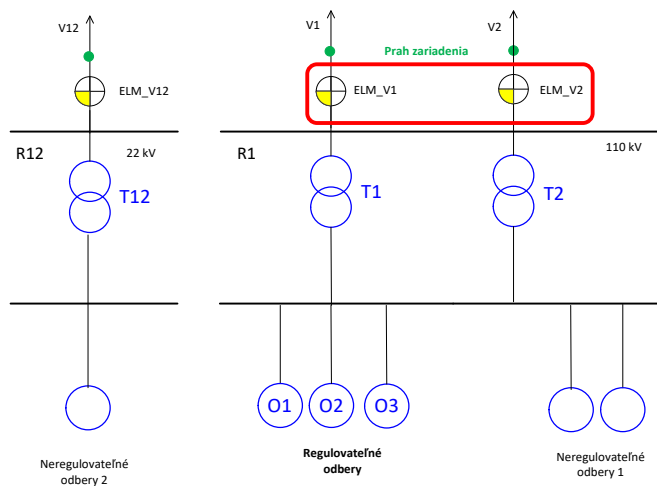 V12
V1
V2
Prah zariadenia
ELM_V12
ELM_V1
ELM_V2
R12
22 kV
R1
110 kV
T12
T1
T2
O1
O2
O3
Neregulovateľné
odbery 2
Regulovateľné
odbery
Neregulovateľné
odbery 1